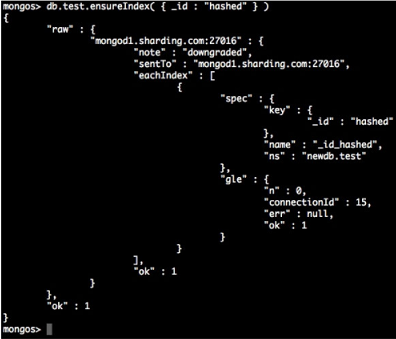 mongos> db.test.ensureIndex( { _id : "hashed" } )
{
"raw" : {
"mongod1.sharding.com:27016" : {
"note" : "downgraded",
"sentTo" : "mongod1.sharding.com:27016",
"eachIndex" : [
{
"spec" : {
"key" : {
"_id" : "hashed"
},
"name" : "_id_hashed",
"ns" : "newdb.test"
},
"gle" : {
"n" : 0,
"connectionId" : 15,
"err" : null,
"ok" : 1
}
}
],
"ok" : 1
}
},
"ok" : 1
}
mongos>